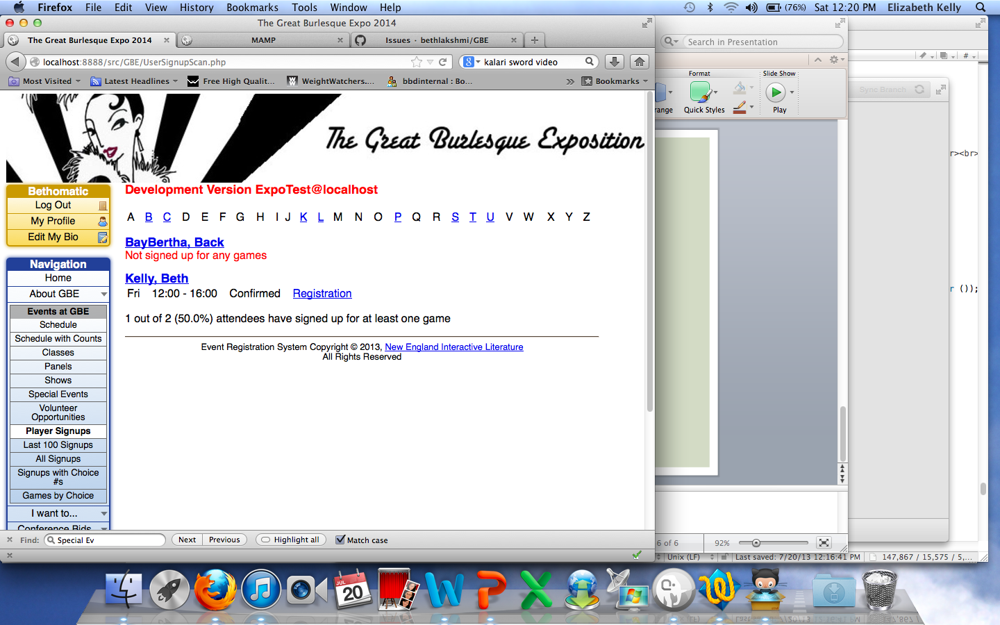 Firefox File Edit View History Bookmarks Tools Window Help (76%) Sat 12:20 PM Elizabeth Kelly
The Great Burlesque Expo 2014
The Great Burlesque Expo 2014 MAMP Issues · bethlakshmi/GBE
localhost:8888/src/GBE/UserSignupScan.php kalari sword video
Most Visited Latest Headlines Free High Qualit... WeightWatchers.... bbdinternal : Bo... » Bookmarks
Search in Presentation
Format Slide Show
ange Quick Styles Play
Sync Branch
The Great Burlesque Exposition
Development Version ExpoTest@localhost
A B C D E F G H I J K L M N O P Q R S T U V W X Y Z
BayBertha, Back
Not signed up for any games
Kelly, Beth
Fri 12:00 - 16:00 Confirmed Registration
1 out of 2 (50.0%) attendees have signed up for at least one game
Event Registration System Copyright © 2013, New England Interactive Literature
All Rights Reserved
Bethomatic
Log Out
My Profile
Edit My Bio
Navigation
Home
About GBE
Events at GBE
Schedule
Schedule with Counts
Classes
Panels
Shows
Special Events
Volunteer
Opportunities
Player Signups
Last 100 Signups
All Signups
Signups with Choice
#s
Games by Choice
I want to...
Conference Bids
r><br>
r ());
Find: Special Ev Next Previous Highlight all Match case
6 of 6 92%
Unix (LF) Last saved: 7/20/13 12:16:41 PM 147,867 / 15,575 / 5,...
JUL
20